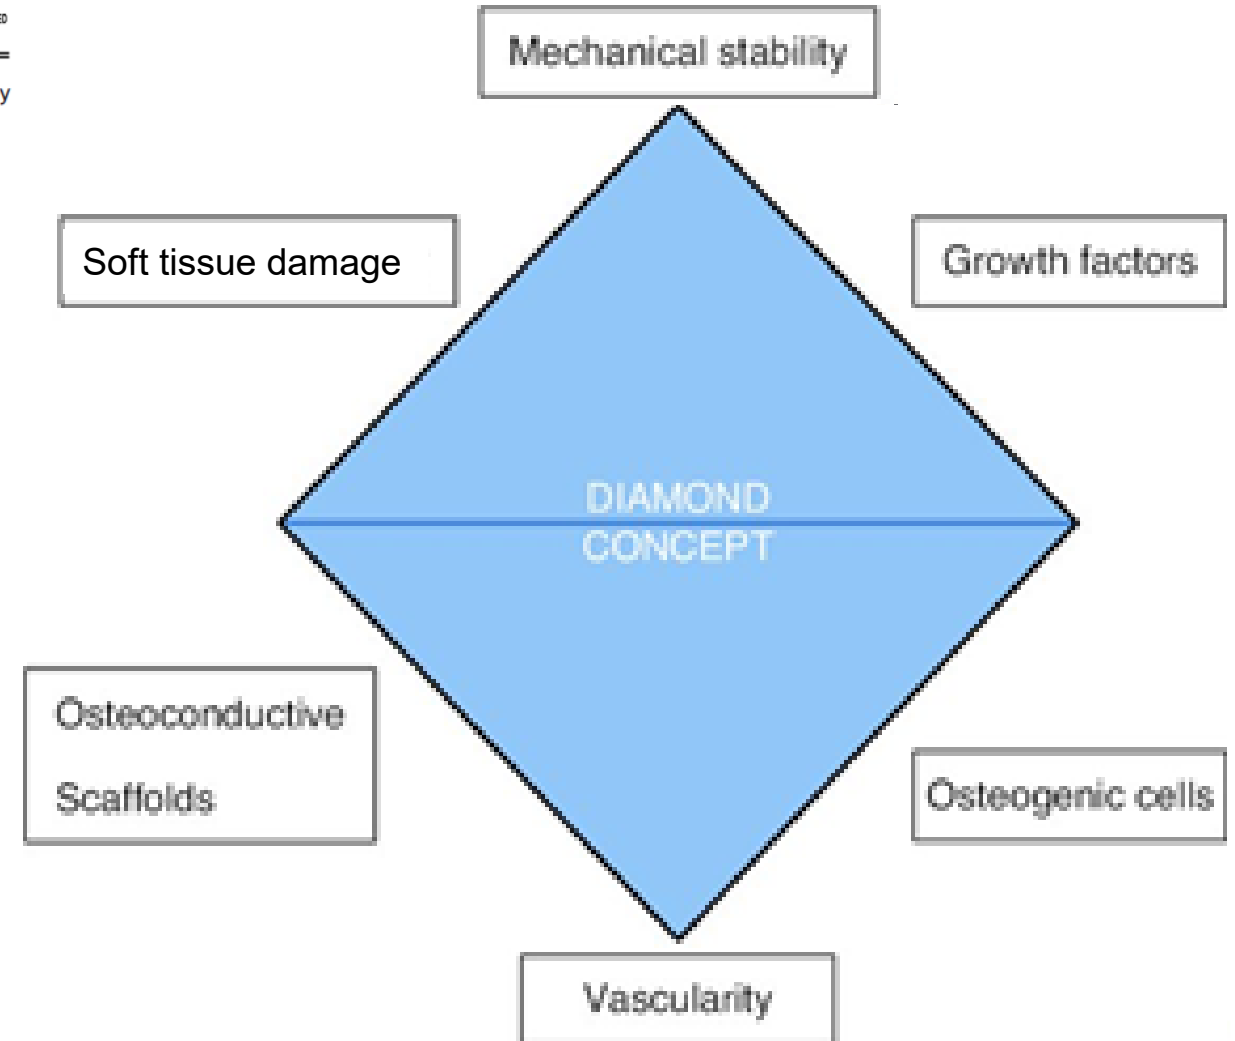 Mechanical stability
Soft tissue damage
Growth factors
DIAMOND
CONCEPT
Osteoconductive
Scaffolds
Osteogenic cells
Vascularity